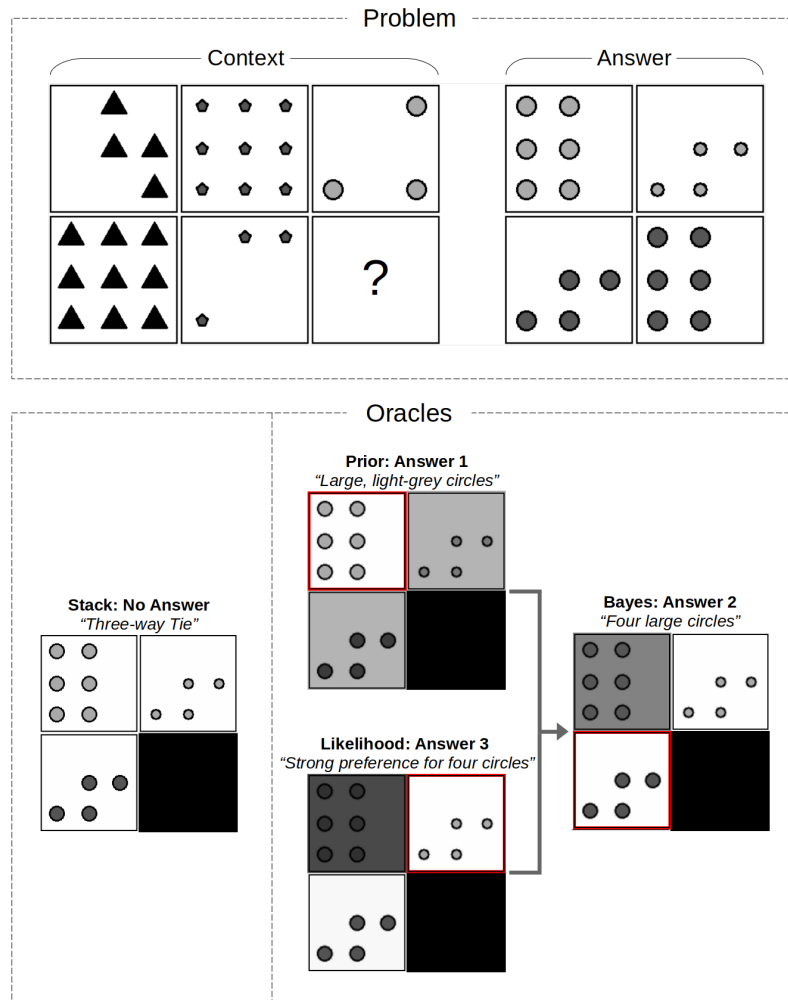 Problem
Context
Answer
?
Oracles
Prior: Answer 1
“Large, light-grey circles”
Stack: No Answer
“Three-way Tie”
Bayes: Answer 2
“Four large circles”
Likelihood: Answer 3
“Strong preference for four circles”